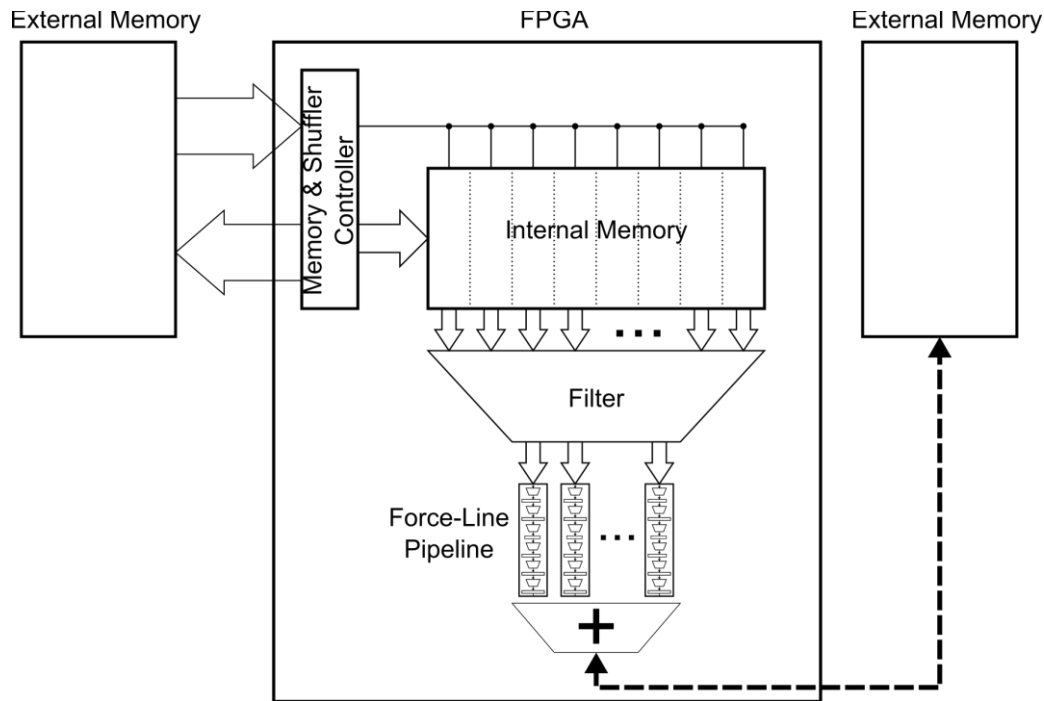 External Memory
FPGA
External Memory
Memory & Shuffler
Controller
Internal Memory
Filter
Force-Line
Pipeline
+